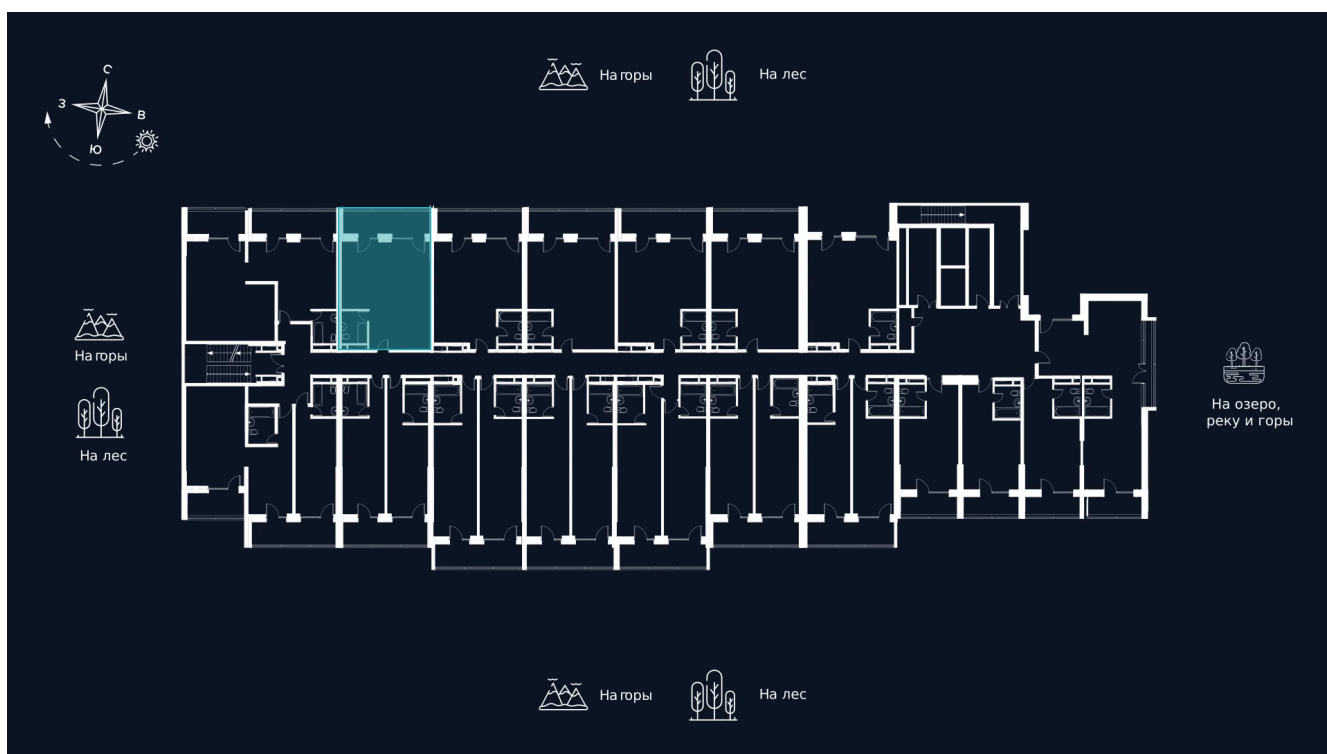 На горы
На лес
С
З
В
Ю
На горы
На лес
На озеро,
реку и горы
На горы
На лес